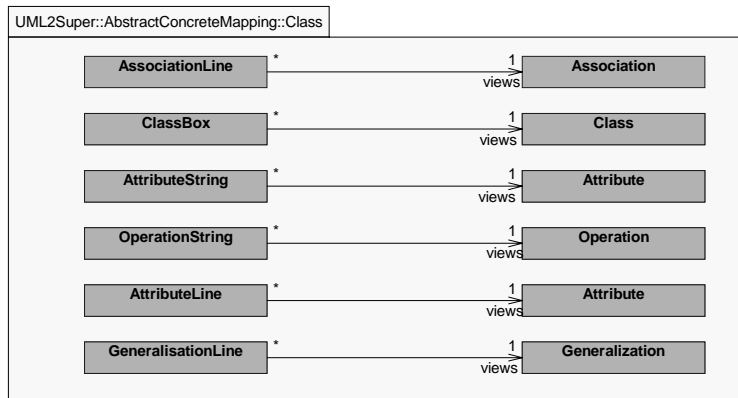 UML2Super::AbstractConcreteMapping::Class
AssociationLine * 1 views Association
ClassBox * 1 views Class
AttributeString * 1 views Attribute
OperationString * 1 views Operation
AttributeLine * 1 views Attribute
GeneralisationLine * 1 views Generalization